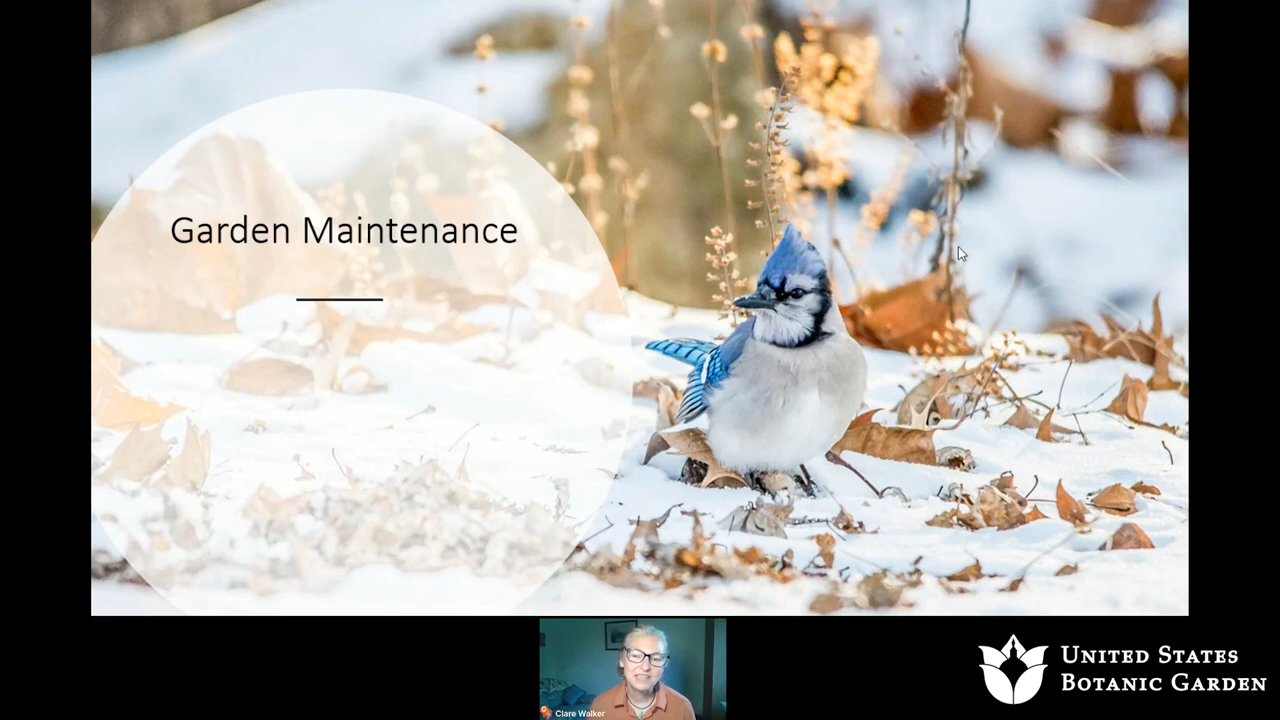 Garden Maintenance
Clare Walker
United States
Botanic Garden